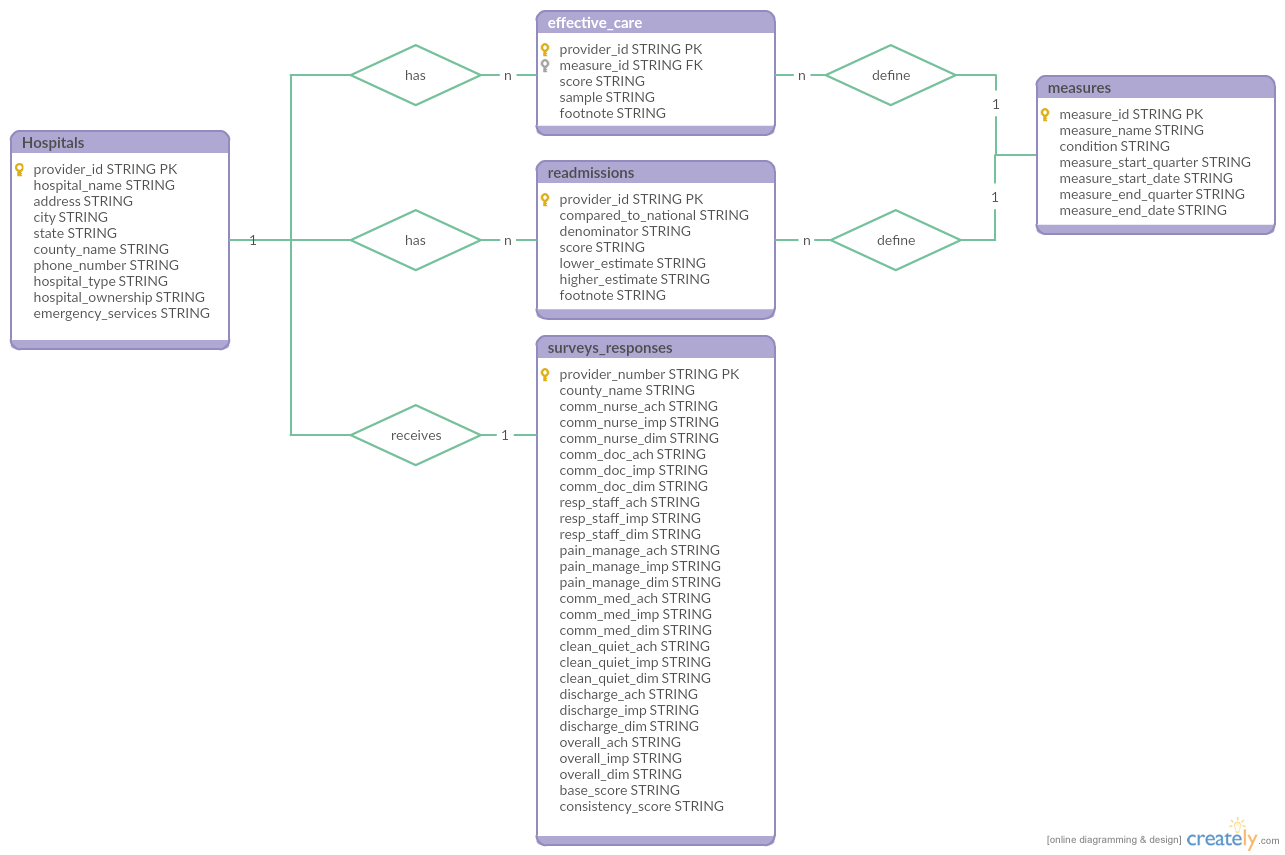 Hospitals
provider_id STRING PK
hospital_name STRING
address STRING
city STRING
state STRING
county_name STRING
phone_number STRING
hospital_type STRING
hospital_ownership STRING
emergency_services STRING
1
has
n
has
n
receives
1
effective_care
provider_id STRING PK
measure_id STRING FK
score STRING
sample STRING
footnote STRING
readmissions
provider_id STRING PK
compared_to_national STRING
denominator STRING
score STRING
lower_estimate STRING
higher_estimate STRING
footnote STRING
surveys_responses
provider_number STRING PK
county_name STRING
comm_nurse_ach STRING
comm_nurse_imp STRING
comm_nurse_dim STRING
comm_doc_ach STRING
comm_doc_imp STRING
comm_doc_dim STRING
resp_staff_ach STRING
resp_staff_imp STRING
resp_staff_dim STRING
pain_manage_ach STRING
pain_manage_imp STRING
pain_manage_dim STRING
comm_med_ach STRING
comm_med_imp STRING
comm_med_dim STRING
clean_quiet_ach STRING
clean_quiet_imp STRING
clean_quiet_dim STRING
discharge_ach STRING
discharge_imp STRING
discharge_dim STRING
overall_ach STRING
overall_imp STRING
overall_dim STRING
base_score STRING
consistency_score STRING
n
define
1
n
define
1
measures
measure_id STRING PK
measure_name STRING
condition STRING
measure_start_quarter STRING
measure_start_date STRING
measure_end_quarter STRING
measure_end_date STRING
[online diagramming & design] creately.com